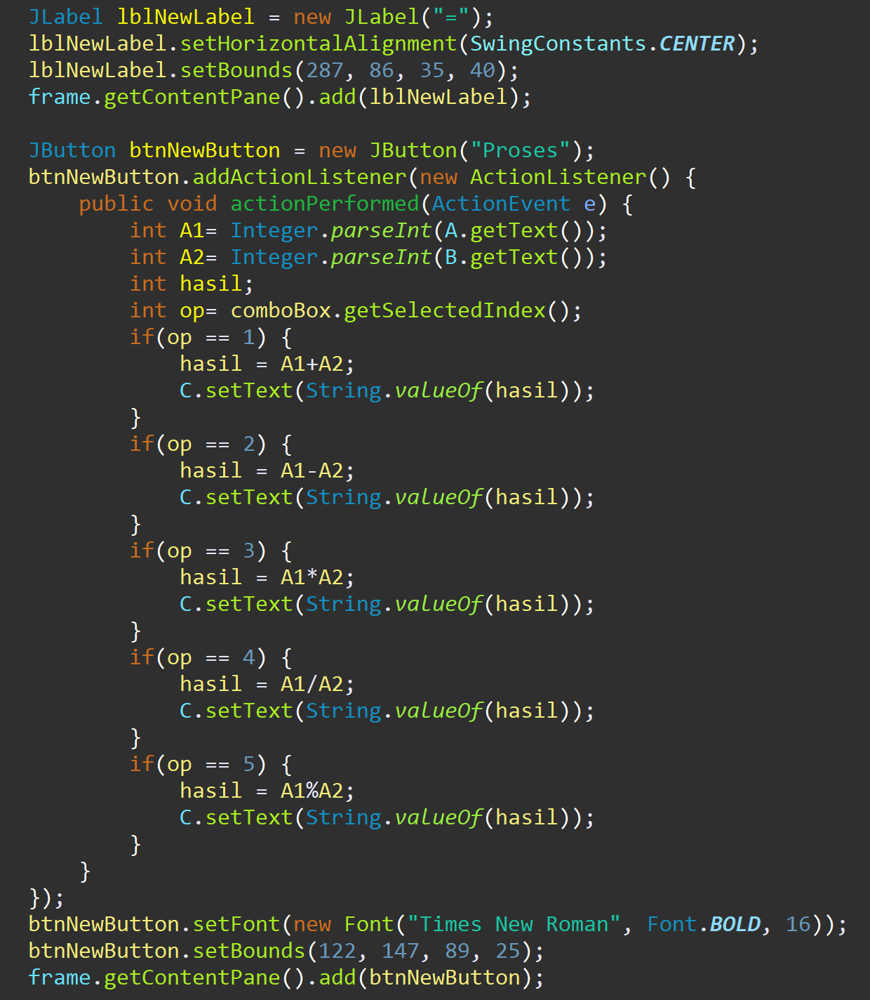 JLabel lblNewLabel = new JLabel("=");
lblNewLabel.setHorizontalAlignment(SwingConstants.CENTER);
lblNewLabel.setBounds(287, 86, 35, 40);
frame.getContentPane().add(lblNewLabel);

JButton btnNewButton = new JButton("Proses");
btnNewButton.addActionListener(new ActionListener() {
    public void actionPerformed(ActionEvent e) {
        int A1= Integer.parseInt(A.getText());
        int A2= Integer.parseInt(B.getText());
        int hasil;
        int op= comboBox.getSelectedIndex();
        if(op == 1) {
            hasil = A1+A2;
            C.setText(String.valueOf(hasil));
        }
        if(op == 2) {
            hasil = A1-A2;
            C.setText(String.valueOf(hasil));
        }
        if(op == 3) {
            hasil = A1*A2;
            C.setText(String.valueOf(hasil));
        }
        if(op == 4) {
            hasil = A1/A2;
            C.setText(String.valueOf(hasil));
        }
        if(op == 5) {
            hasil = A1%A2;
            C.setText(String.valueOf(hasil));
        }
    }
});
btnNewButton.setFont(new Font("Times New Roman", Font.BOLD, 16));
btnNewButton.setBounds(122, 147, 89, 25);
frame.getContentPane().add(btnNewButton);